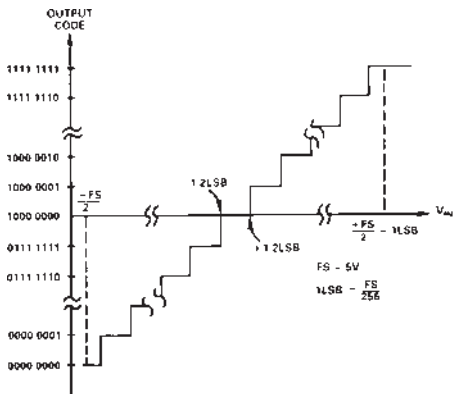 OUTPUT
CODE
1111 1111
1111 1110
1000 0010
1000 0001
1000 0000
0111 1111
0111 1110
0000 0001
0000 0000
-FS
2
1 2LSB
+ 1 2LSB
VIN
+FS
2
- 1LSB
FS - 5V
1LSB - FS
256